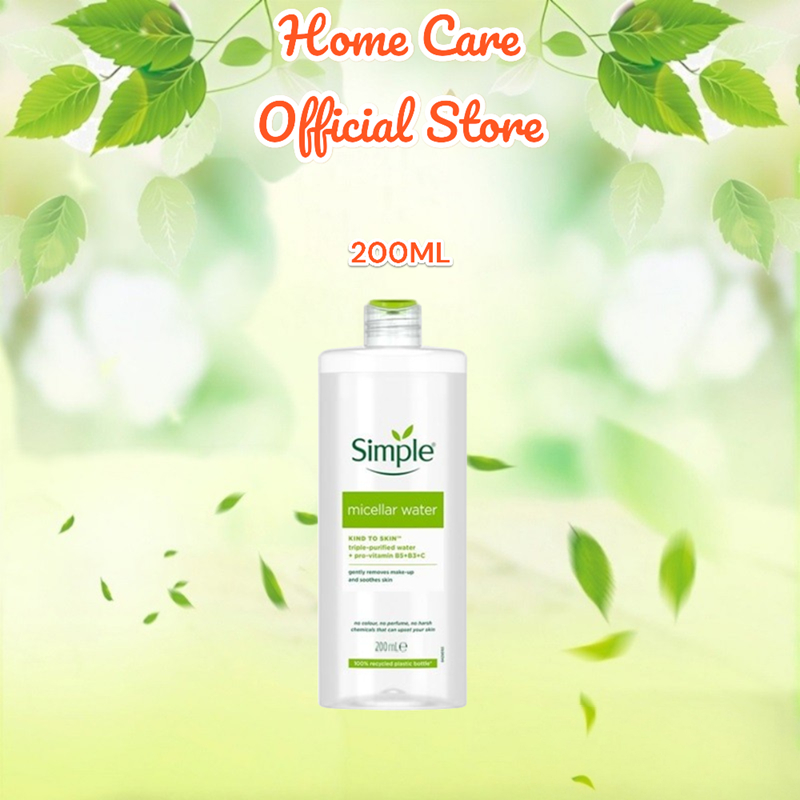 Home Care
Official Store
200ML
Simple®
micellar water
KIND TO SKIN™
triple-purified water
+ pro-vitamin B5+B3+C
gently removes make-up
and soothes skin
no colour, no perfume, no harsh
chemicals that can upset your skin
200 mL e
100% recycled plastic bottle*